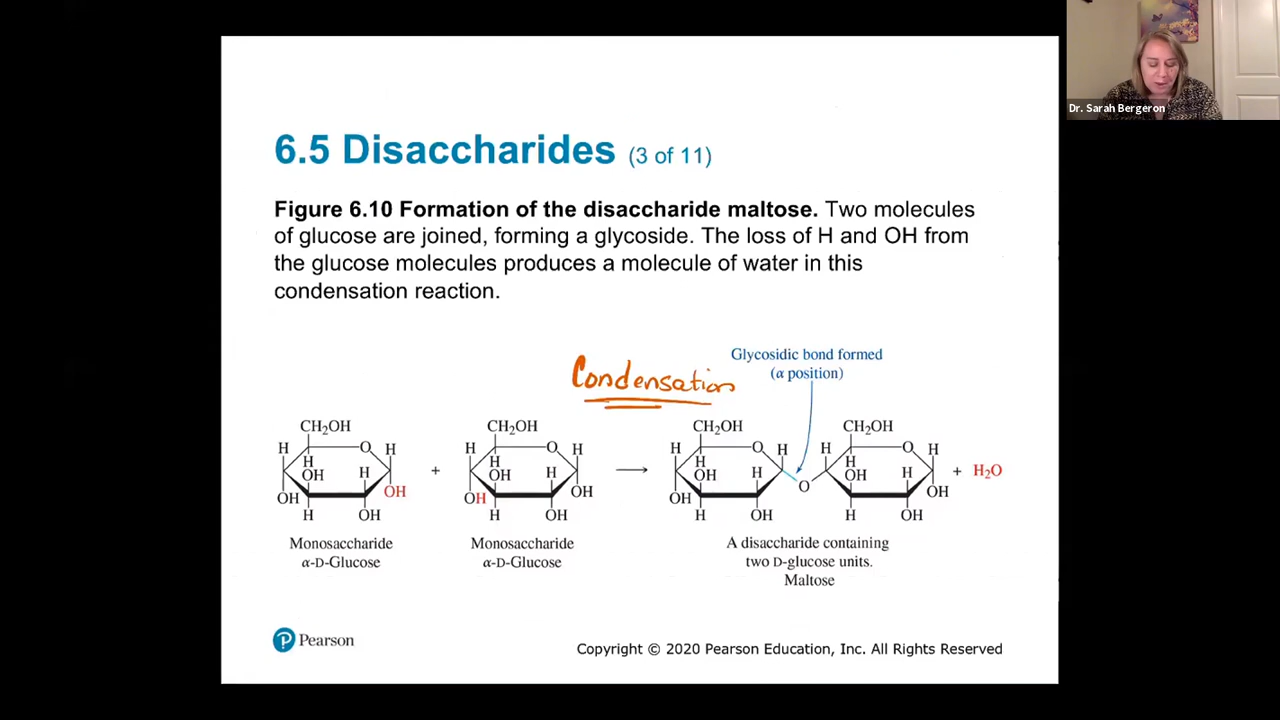 Dr. Sarah Bergeron
6.5 Disaccharides (3 of 11)
Figure 6.10 Formation of the disaccharide maltose. Two molecules
of glucose are joined, forming a glycoside. The loss of H and OH from
the glucose molecules produces a molecule of water in this
condensation reaction.
Glycosidic bond formed
(α position)
Condensation
CH₂OH CH₂OH CH₂OH CH₂OH
H O H H O H H O H H O H
H H H H
OH H + OH H → OH H OH H + H₂O
OH OH OH OH OH O OH
H OH H OH H OH H OH
Monosaccharide
α-D-Glucose
Monosaccharide
α-D-Glucose
A disaccharide containing
two D-glucose units.
Maltose
P Pearson
Copyright © 2020 Pearson Education, Inc. All Rights Reserved